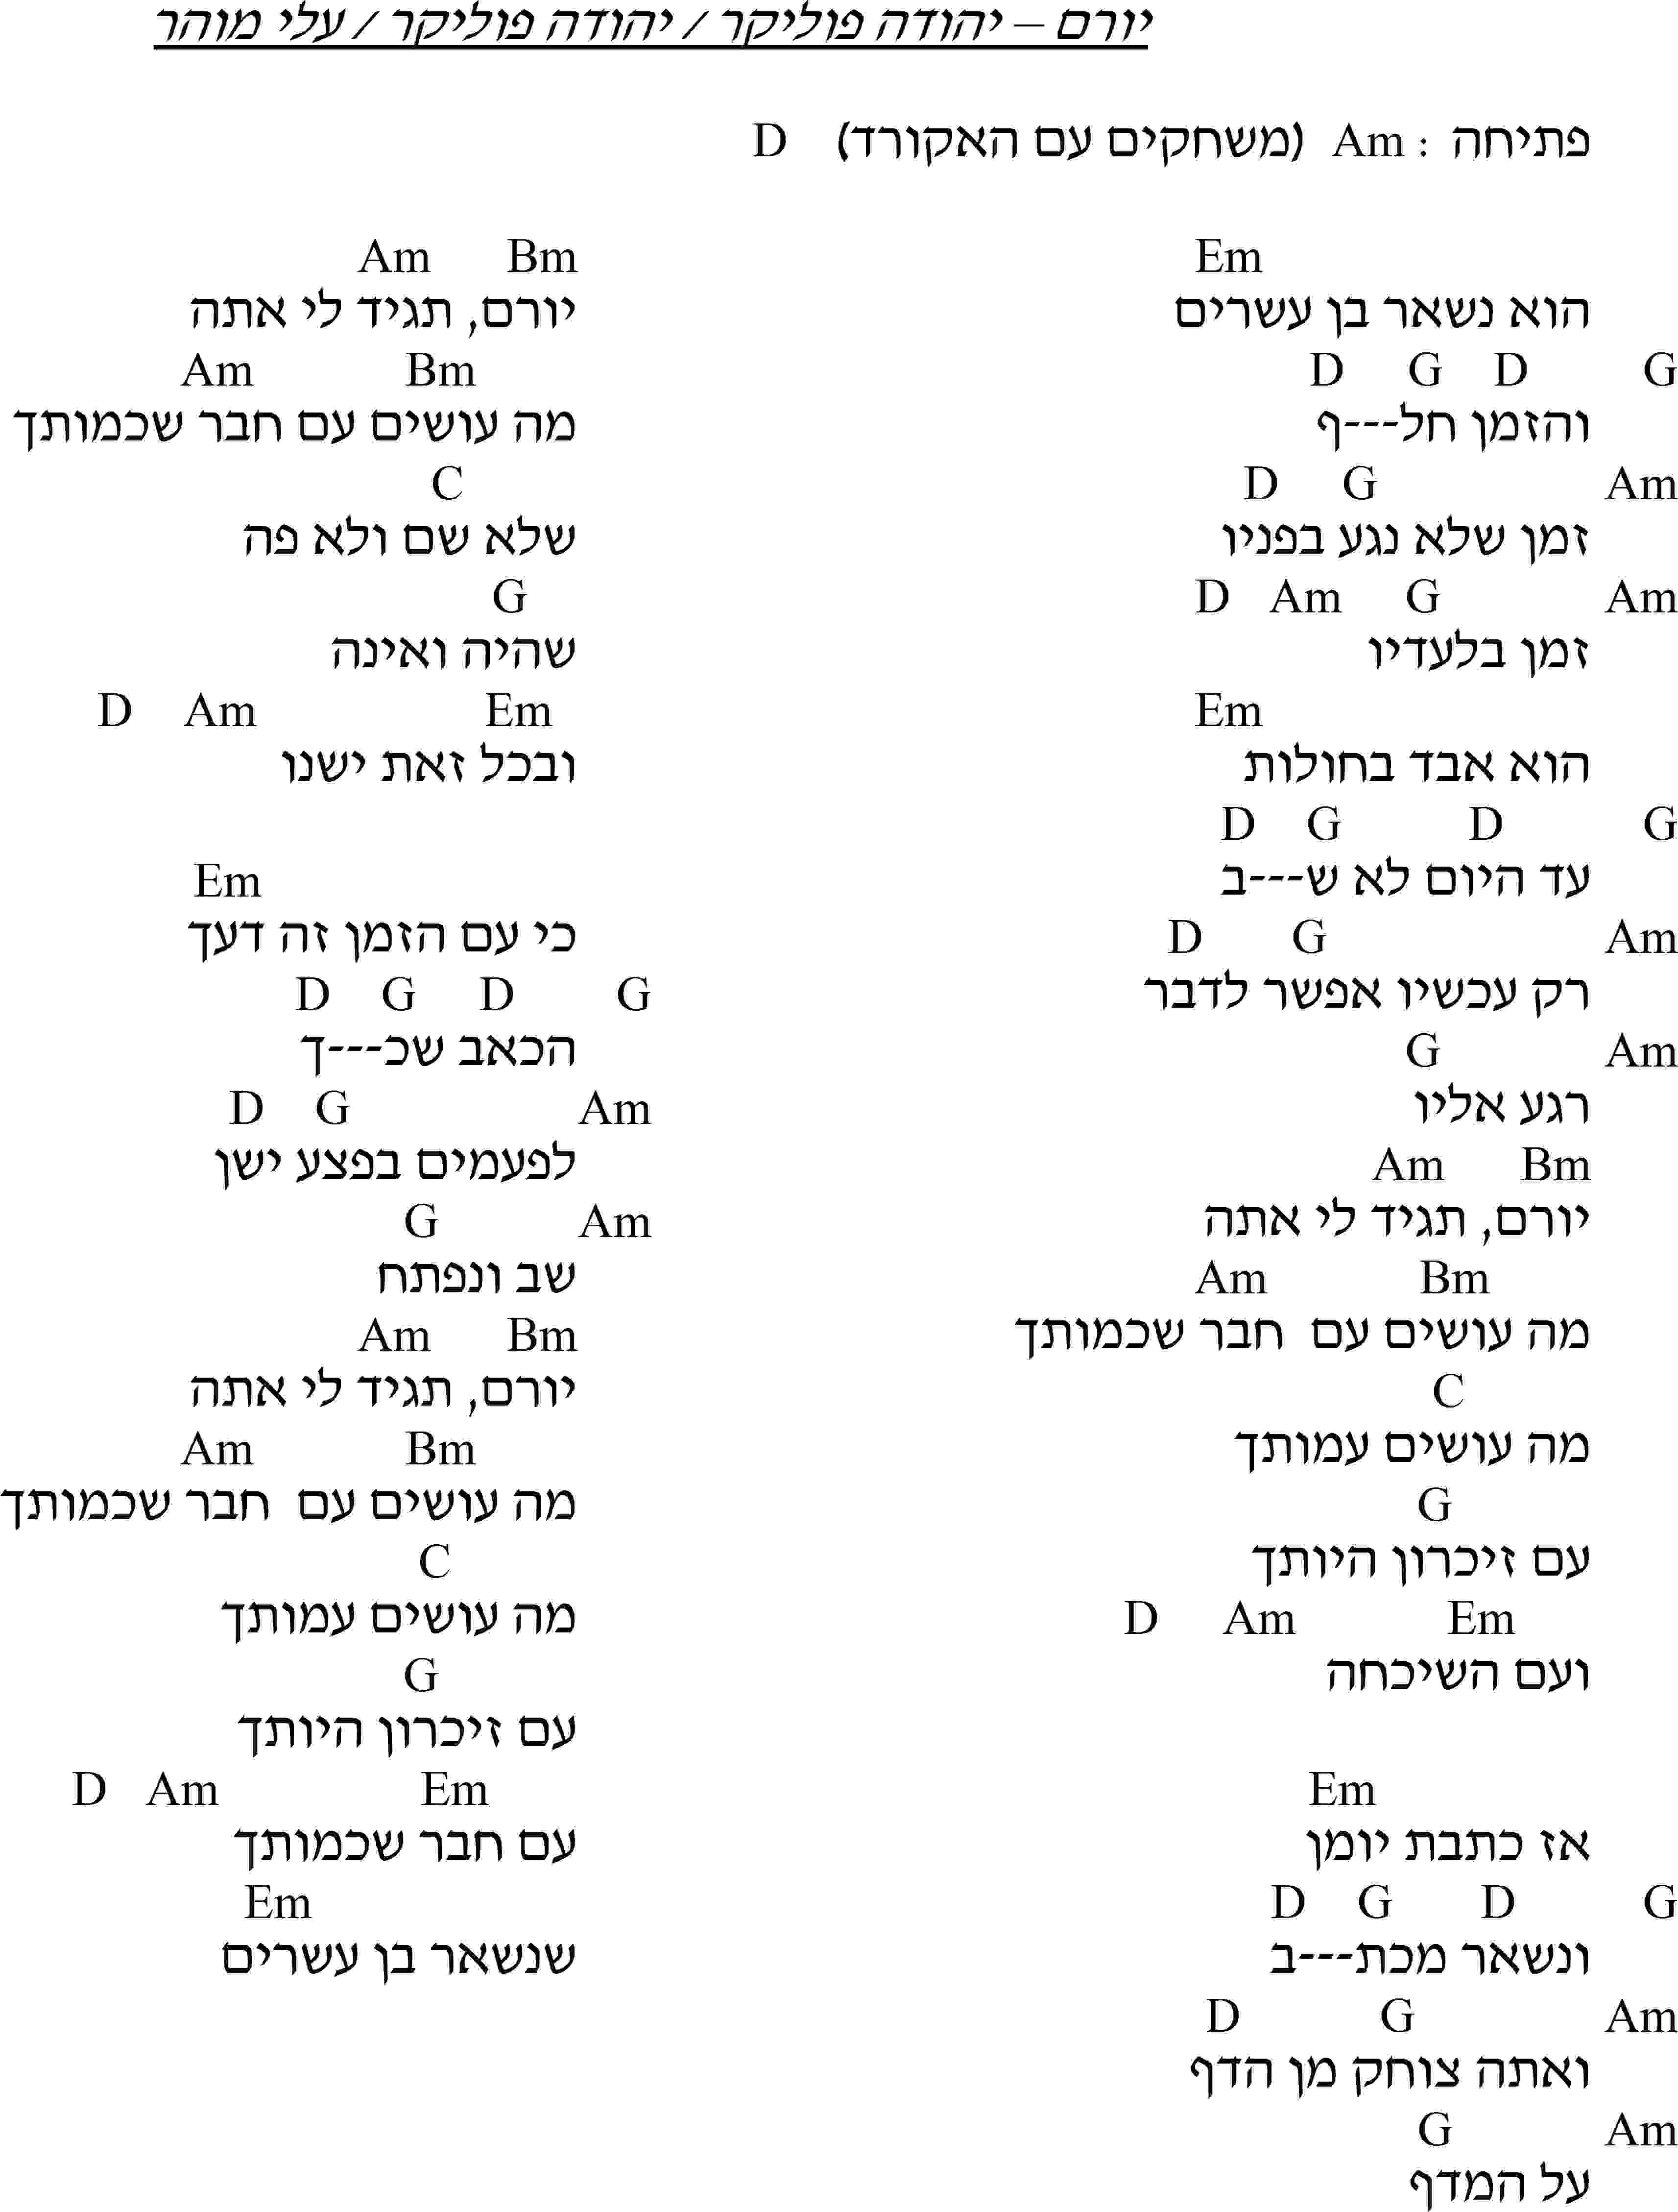 יורם – יהודה פוליקר / יהודה פוליקר / עלי מוהר
פתיחה : Am (משחקים עם האקורד) D
Em
הוא נשאר בן עשרים
D G D G
והזמן חל---ף
D G Am
זמן שלא נגע בפניו
D Am G Am
זמן בלעדיו
Em
הוא אבד בחולות
D G D G
עד היום לא ש---ב
D G Am
רק עכשיו אפשר לדבר
G Am
רגע אליו
Am Bm
יורם, תגיד לי אתה
Am Bm
מה עושים עם חבר שכמותך
C
מה עושים עמותך
G
עם זיכרון היותך
D Am Em
ועם השיכחה
Em
אז כתבת יומן
D G D G
ונשאר מכת---ב
D G Am
ואתה צוחק מן הדף
G Am
על המדף
Am Bm
יורם, תגיד לי אתה
Am Bm
מה עושים עם חבר שכמותך
C
שלא שם ולא פה
G
שהיה ואינה
D Am Em
ובכל זאת ישנו
Em
כי עם הזמן זה דעך
D G D G
הכאב שכ---ך
D G Am
לפעמים בפצע ישן
G Am
שב ונפתח
Am Bm
יורם, תגיד לי אתה
Am Bm
מה עושים עם חבר שכמותך
C
מה עושים עמותך
G
עם זיכרון היותך
D Am Em
עם חבר שכמותך
Em
שנשאר בן עשרים